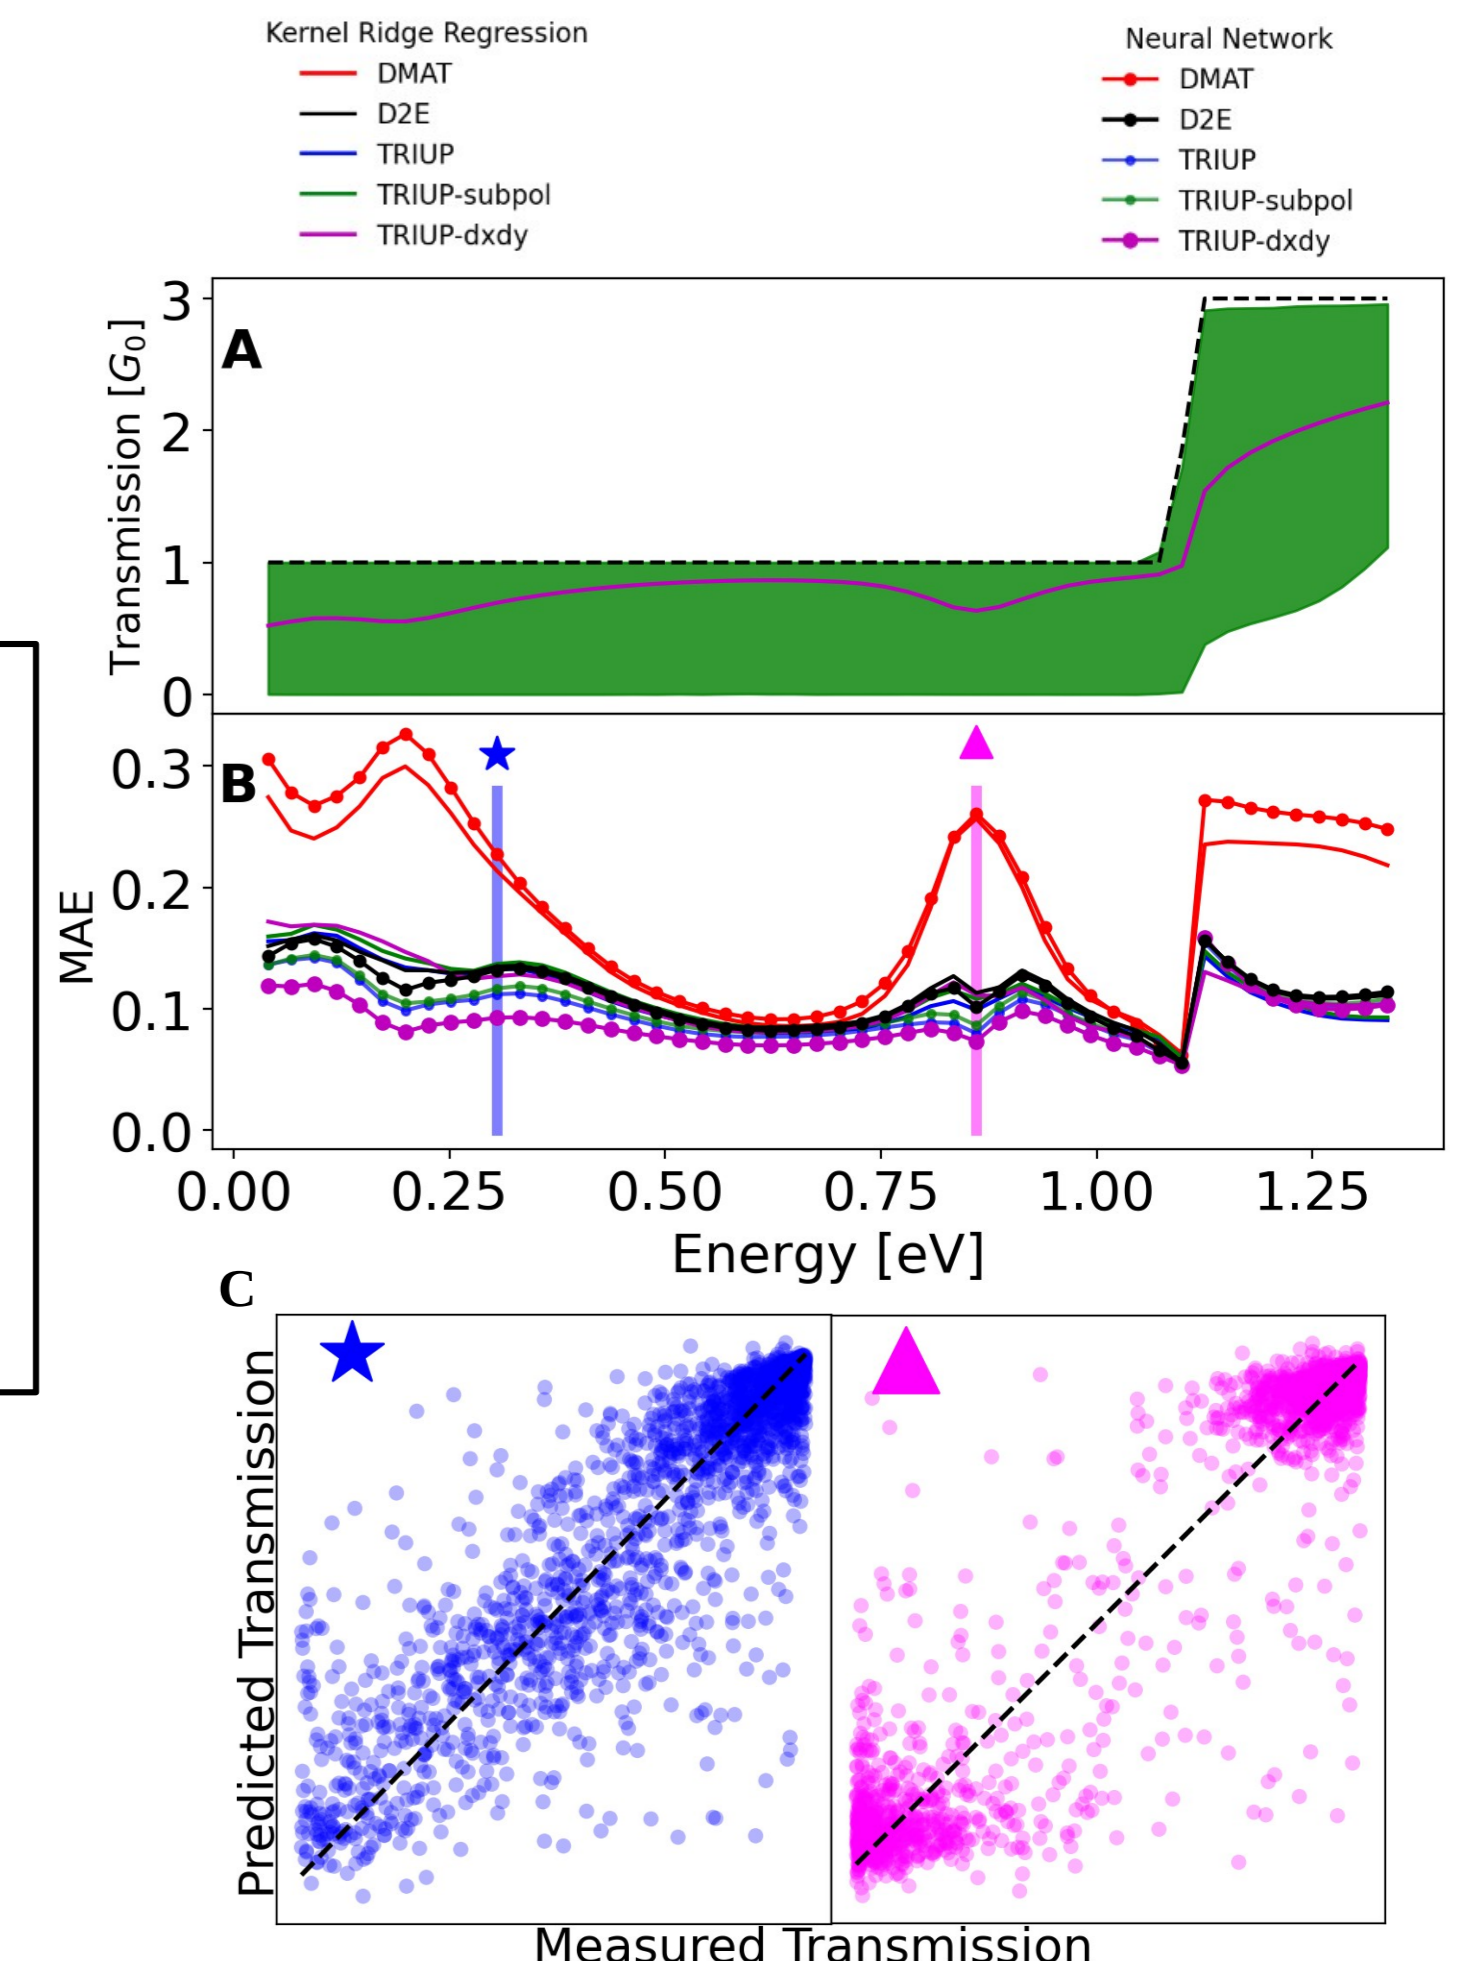 Kernel Ridge Regression
DMAT
D2E
TRIUP
TRIUP-subpol
TRIUP-dxdy
Neural Network
DMAT
D2E
TRIUP
TRIUP-subpol
TRIUP-dxdy
A
Transmission [G0]
3
2
1
0
B
MAE
0.3
0.2
0.1
0.0
0.00 0.25 0.50 0.75 1.00 1.25
Energy [eV]
C
Predicted Transmission
Measured Transmission